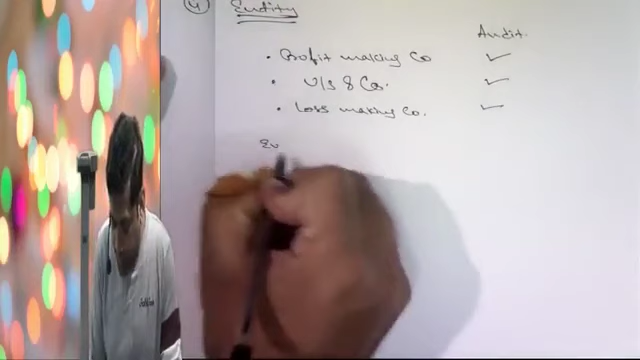 4 Entity
Audit.
• Profit making Co ✓
• U/s 8 Co. ✓
• Loss making Co. ✓